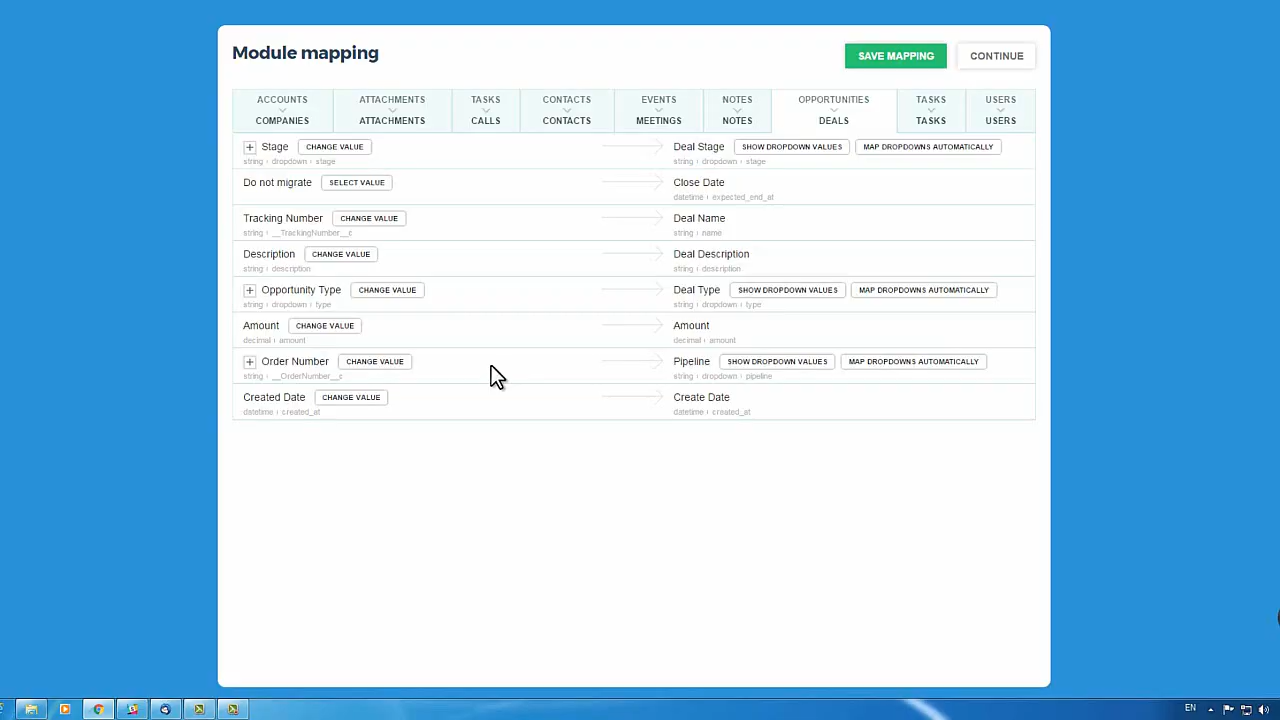 Module mapping
SAVE MAPPING CONTINUE
ACCOUNTS ATTACHMENTS TASKS CONTACTS EVENTS NOTES OPPORTUNITIES TASKS USERS
COMPANIES ATTACHMENTS CALLS CONTACTS MEETINGS NOTES DEALS TASKS USERS
Stage CHANGE VALUE Deal Stage SHOW DROPDOWN VALUES MAP DROPDOWNS AUTOMATICALLY
string dropdown stage string dropdown stage
Do not migrate SELECT VALUE Close Date
datetime expected_end_at
Tracking Number CHANGE VALUE Deal Name
string __TrackingNumber__c string name
Description CHANGE VALUE Deal Description
string description string description
Opportunity Type CHANGE VALUE Deal Type SHOW DROPDOWN VALUES MAP DROPDOWNS AUTOMATICALLY
string dropdown type string dropdown type
Amount CHANGE VALUE Amount
decimal amount decimal amount
Order Number CHANGE VALUE Pipeline SHOW DROPDOWN VALUES MAP DROPDOWNS AUTOMATICALLY
string __OrderNumber__c string dropdown pipeline
Created Date CHANGE VALUE Create Date
datetime created_at datetime created_at
EN